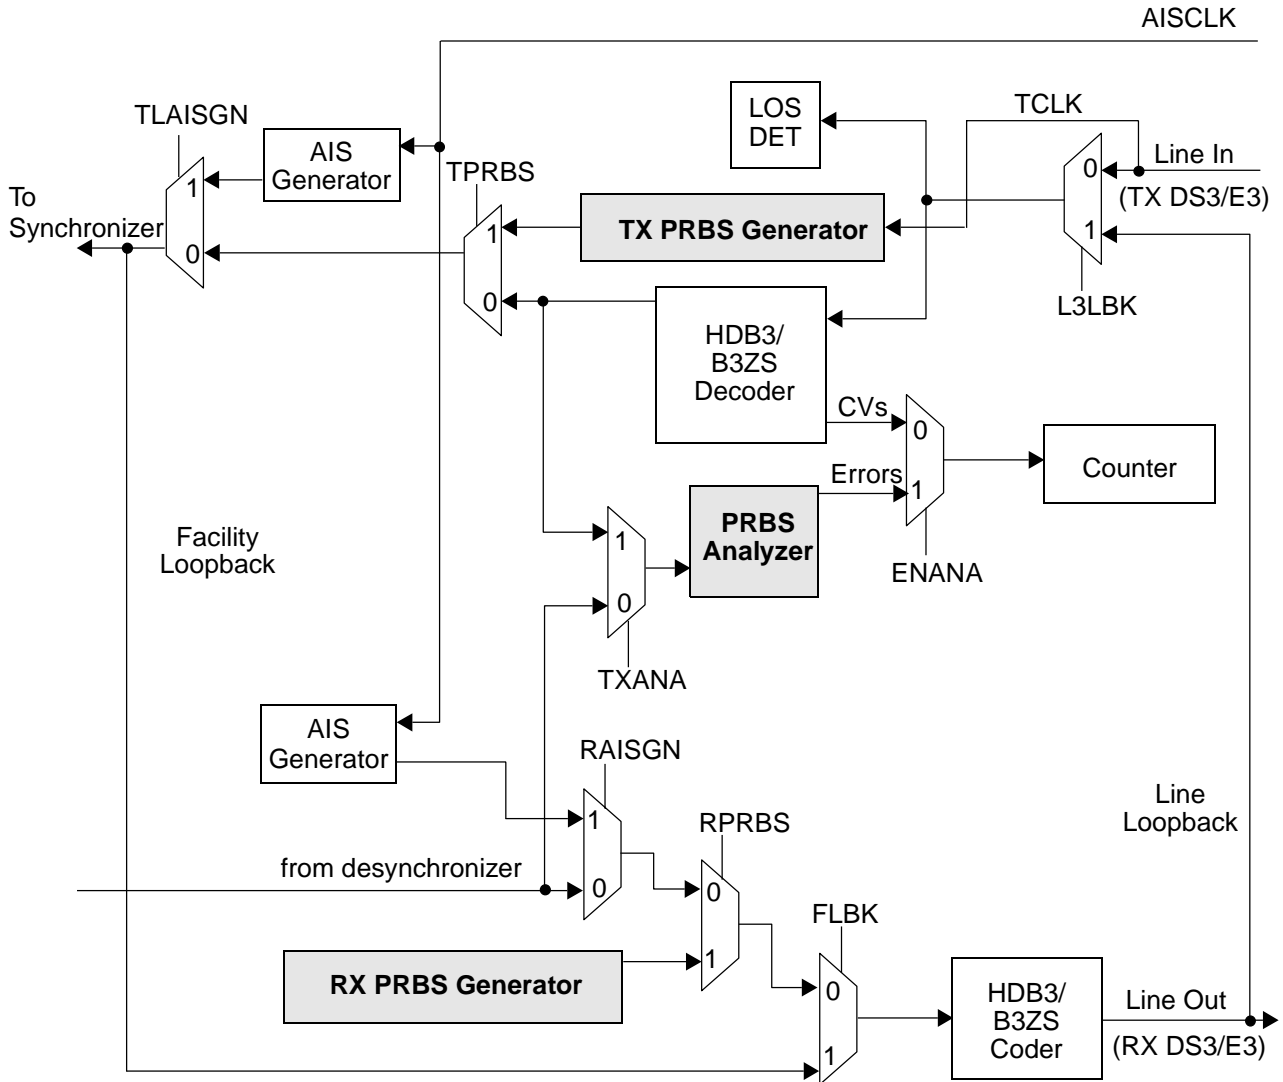 AISCLK
TLAISGN
LOS
DET
TCLK
AIS
Generator
TPRBS
0
Line In
(TX DS3/E3)
1
To
Synchronizer
1
0
TX PRBS Generator
1
0
1
L3LBK
HDB3/
B3ZS
Decoder
CVs
0
Counter
Errors
1
PRBS
Analyzer
ENANA
Facility
Loopback
1
0
TXANA
AIS
Generator
RAISGN
1
RPRBS
Line
Loopback
from desynchronizer
0
0
FLBK
1
RX PRBS Generator
0
HDB3/
B3ZS
Coder
Line Out
(RX DS3/E3)
1